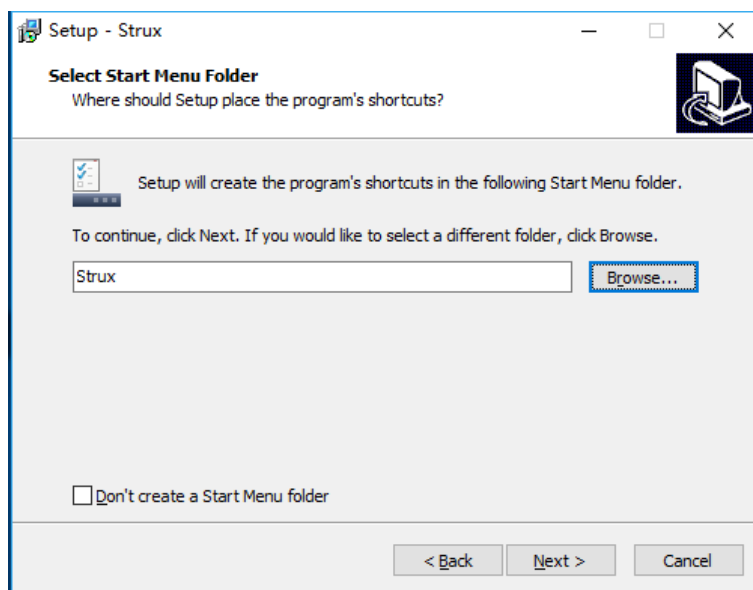 Setup - Strux
Select Start Menu Folder
Where should Setup place the program's shortcuts?
Setup will create the program's shortcuts in the following Start Menu folder.
To continue, click Next. If you would like to select a different folder, click Browse.
Strux
Browse...
Don't create a Start Menu folder
< Back
Next >
Cancel